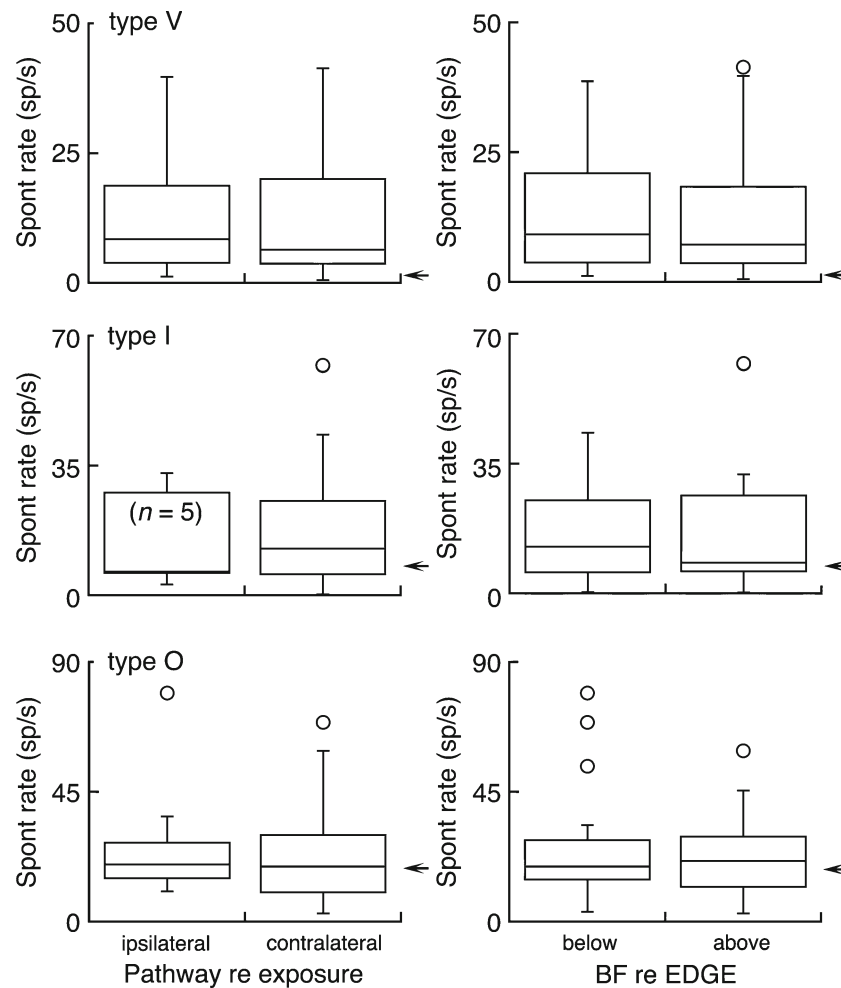 type V
Spont rate (sp/s)
50
25
0
Spont rate (sp/s)
50
25
0
type I
Spont rate (sp/s)
70
35
0
(n = 5)
Spont rate (sp/s)
70
35
0
type O
Spont rate (sp/s)
90
45
0
ipsilateral contralateral
Pathway re exposure
Spont rate (sp/s)
90
45
0
below above
BF re EDGE